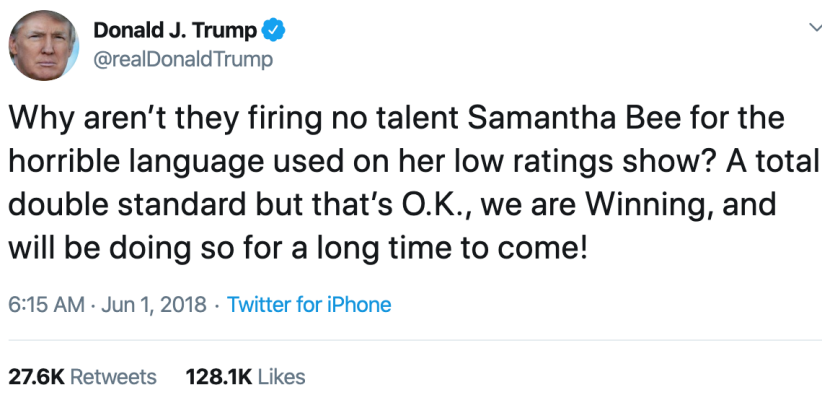 Donald J. Trump
@realDonaldTrump
Why aren’t they firing no talent Samantha Bee for the
horrible language used on her low ratings show? A total
double standard but that’s O.K., we are Winning, and
will be doing so for a long time to come!
6:15 AM · Jun 1, 2018 · Twitter for iPhone
27.6K Retweets 128.1K Likes